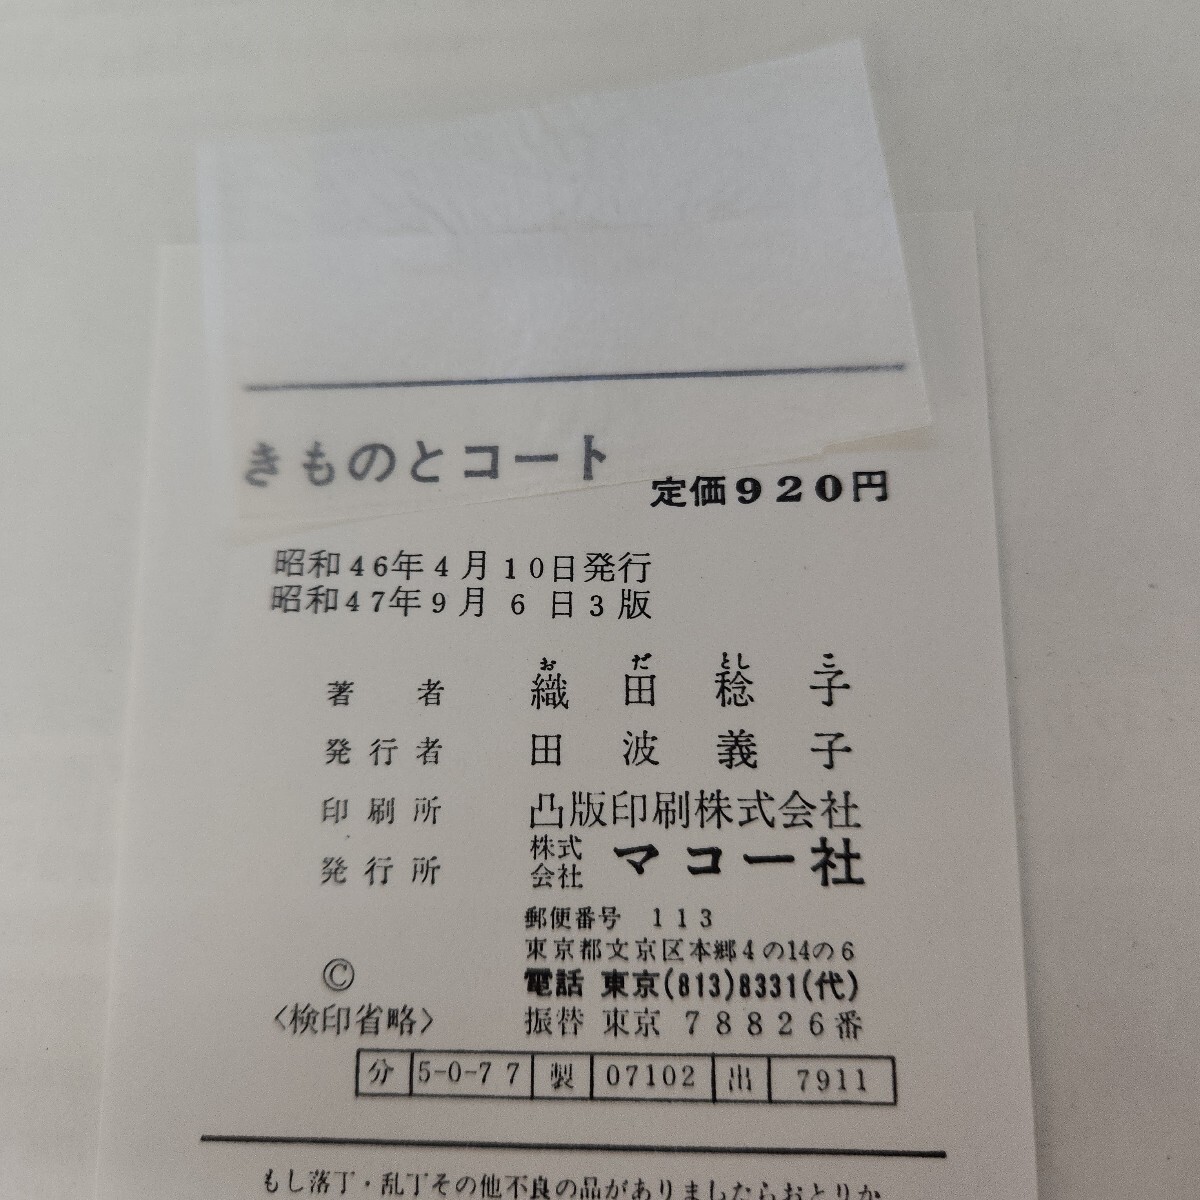 きものとコート
定価920円
昭和46年4月10日発行
昭和47年9月6日3版
著者 織田稔子
おだとしこ
発行者 田波義子
印刷所 凸版印刷株式会社
発行所 株式会社 マコー社
郵便番号 113
東京都文京区本郷4の14の6
電話 東京(813)8331(代)
振替 東京 78826番
©
〈検印省略〉
分 5-0-77 製 07102 出 7911
もし落丁・乱丁その他不良の品がありましたらおとりか